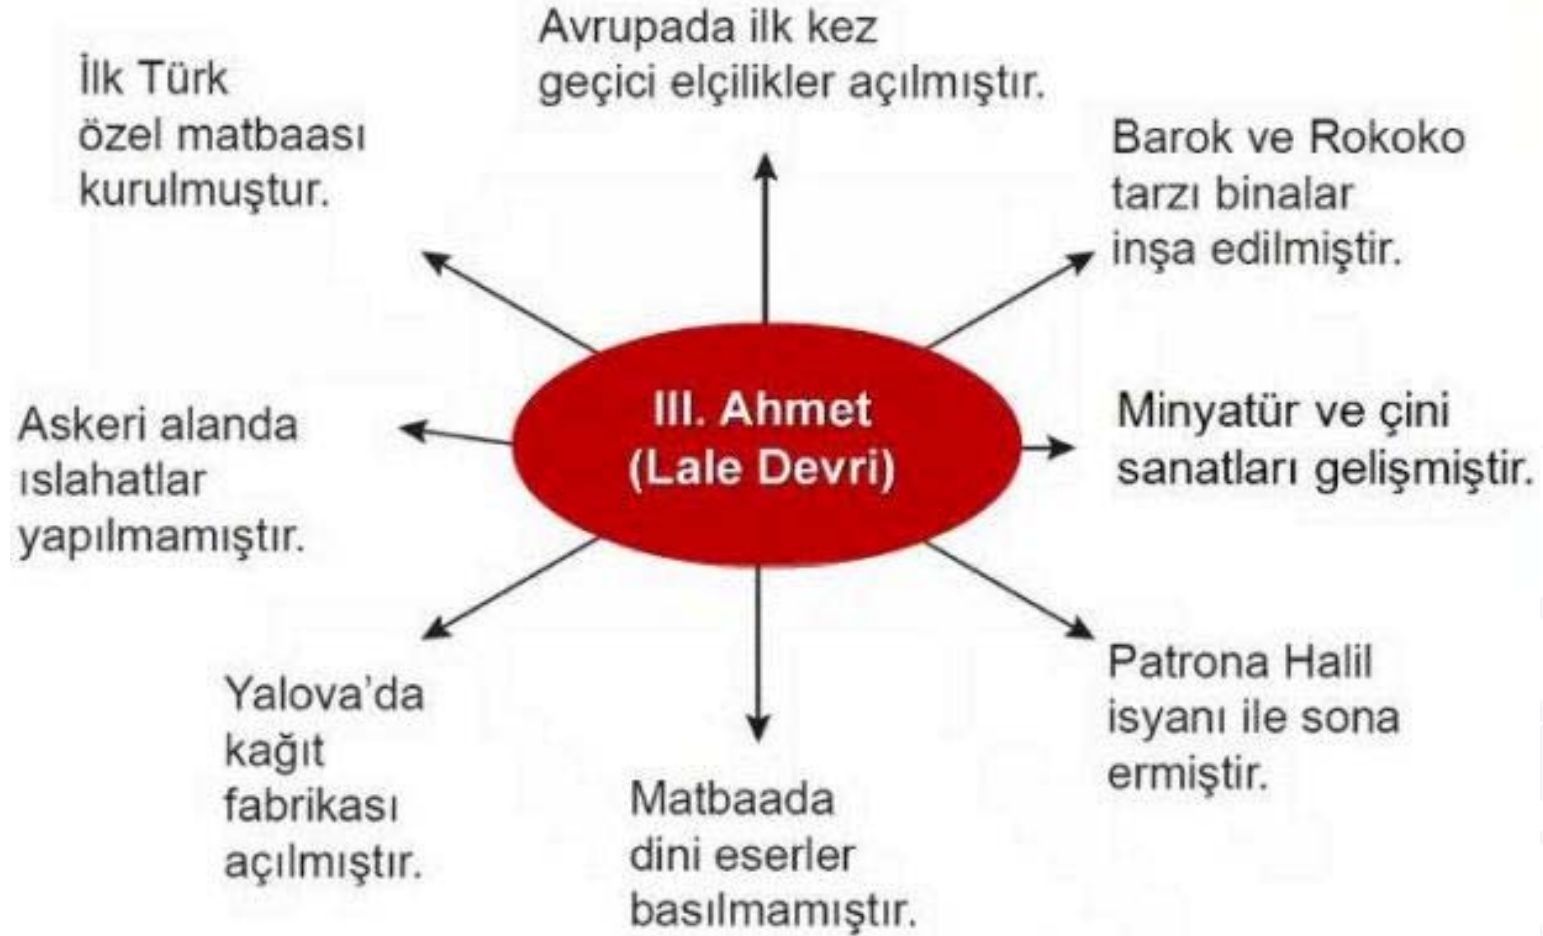 Avrupada ilk kez
geçici elçilikler açılmıştır.
İlk Türk
özel matbaası
kurulmuştur.
Barok ve Rokoko
tarzı binalar
inşa edilmiştir.
III. Ahmet
(Lale Devri)
Askeri alanda
ıslahatlar
yapılmamıştır.
Minyatür ve çini
sanatları gelişmiştir.
Yalova'da
kağıt
fabrikası
açılmıştır.
Matbaada
dini eserler
basılmamıştır.
Patrona Halil
isyanı ile sona
ermiştir.